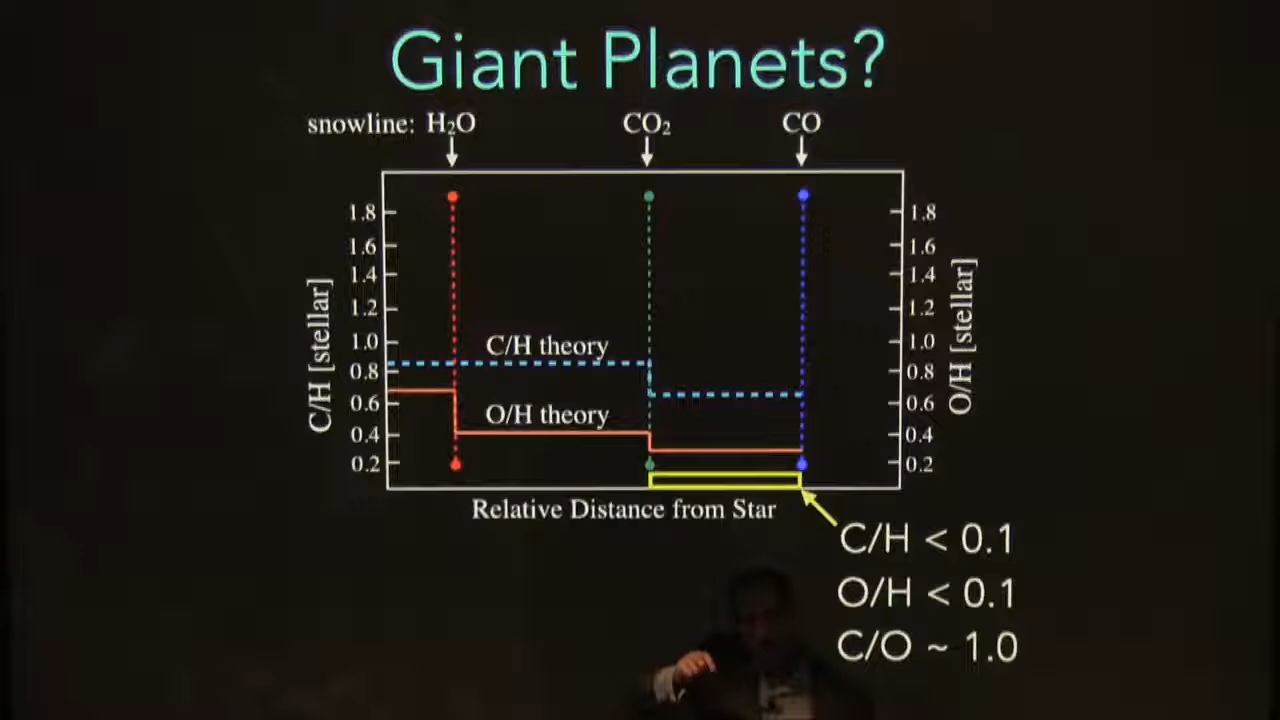 Giant Planets?
snowline: H₂O CO₂ CO
1.8 1.8
1.6 1.6
1.4 1.4
1.2 1.2
1.0 1.0
0.8 0.8
0.6 0.6
0.4 0.4
0.2 0.2
C/H [stellar]
O/H [stellar]
C/H theory
O/H theory
Relative Distance from Star
C/H < 0.1
O/H < 0.1
C/O ~ 1.0